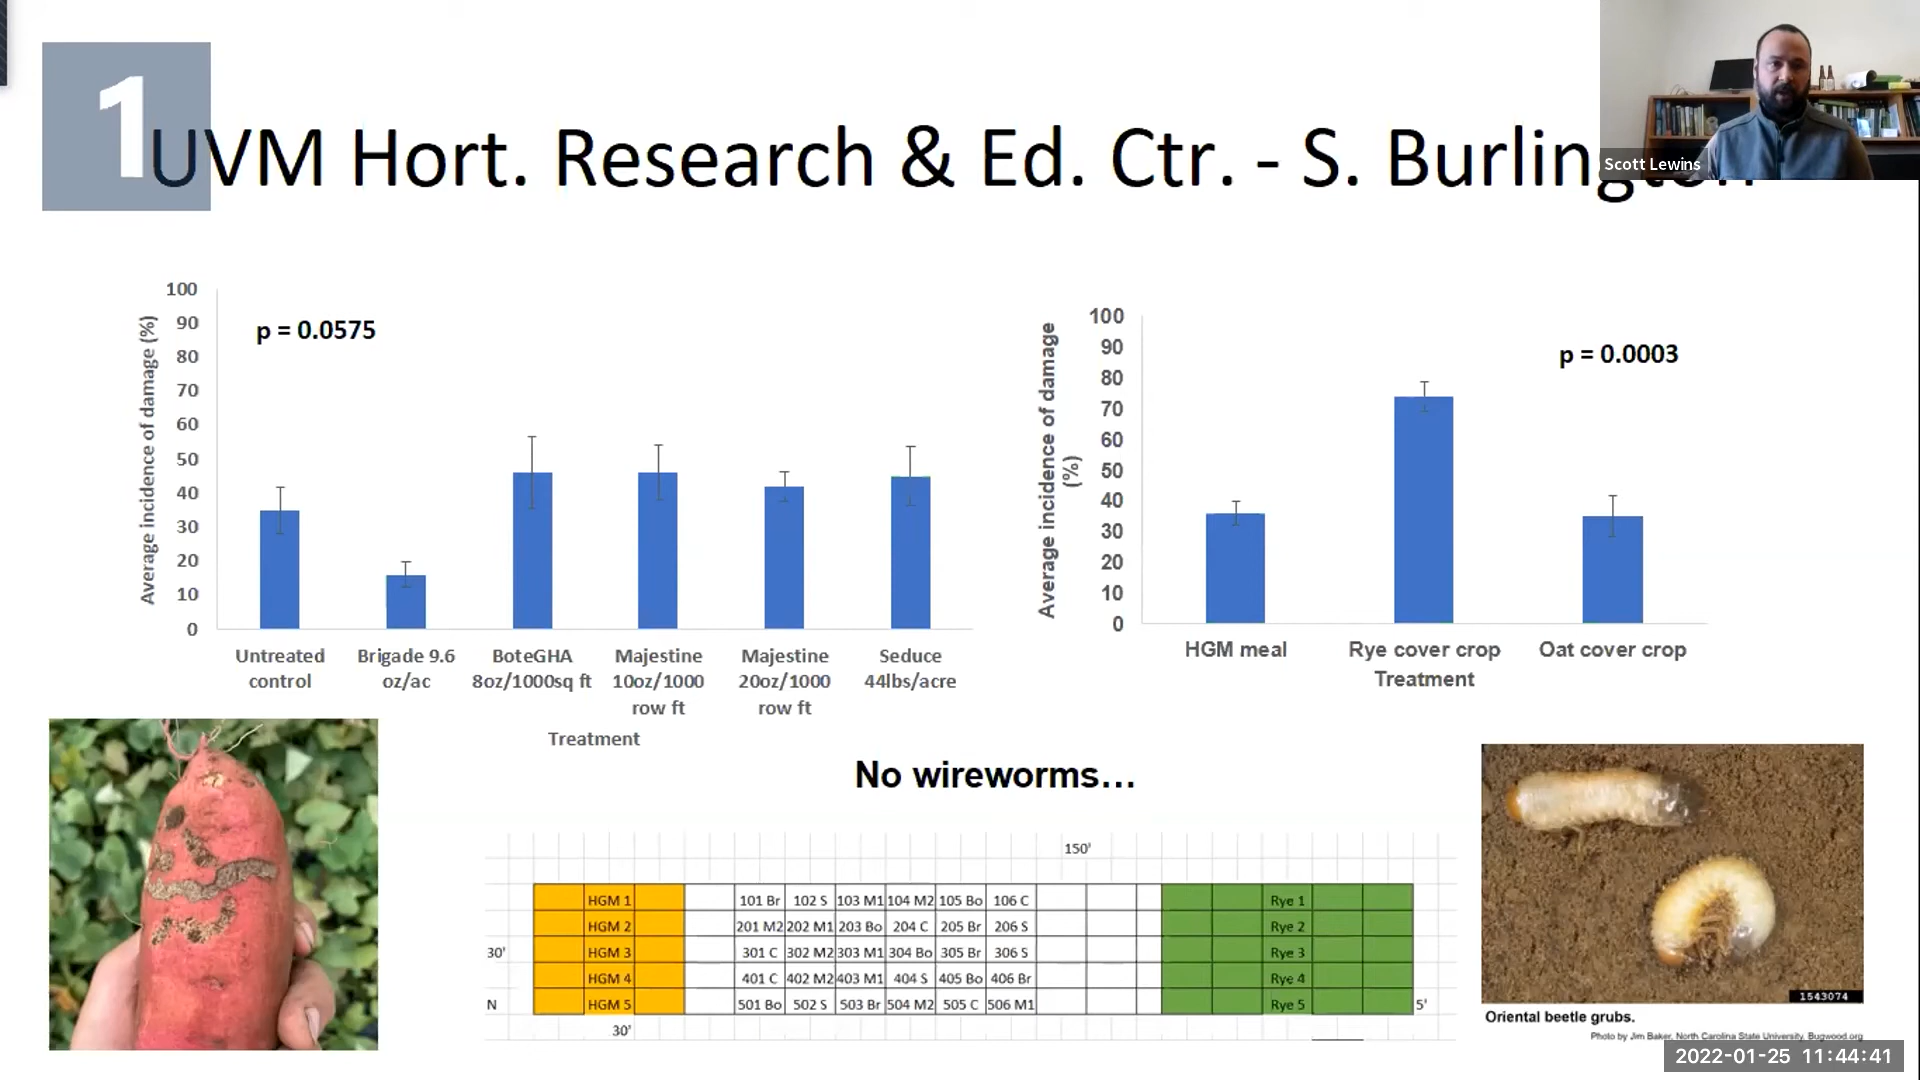 1
UVM Hort. Research & Ed. Ctr. - S. Burlington
Scott Lewins
100
90
80
70
60
50
40
30
20
10
0
Average incidence of damage (%)
p = 0.0575
Untreated control
Brigade 9.6 oz/ac
BoteGHA 8oz/1000sq ft
Majestine 10oz/1000 row ft
Majestine 20oz/1000 row ft
Seduce 44lbs/acre
Treatment
100
90
80
70
60
50
40
30
20
10
0
Average incidence of damage (%)
p = 0.0003
HGM meal
Rye cover crop
Oat cover crop
Treatment
No wireworms...
150'
HGM 1 101 Br 102 S 103 M1 104 M2 105 Bo 106 C Rye 1
HGM 2 201 M2 202 M1 203 Bo 204 C 205 Br 206 S Rye 2
30' HGM 3 301 C 302 M2 303 M1 304 Bo 305 Br 306 S Rye 3
HGM 4 401 C 402 M2 403 M1 404 S 405 Bo 406 Br Rye 4
N HGM 5 501 Bo 502 S 503 Br 504 M2 505 C 506 M1 Rye 5 5'
30'
1543074
Oriental beetle grubs.
Photo by Jim Baker, North Carolina State University, Bugwood.org
2022-01-25 11:44:41